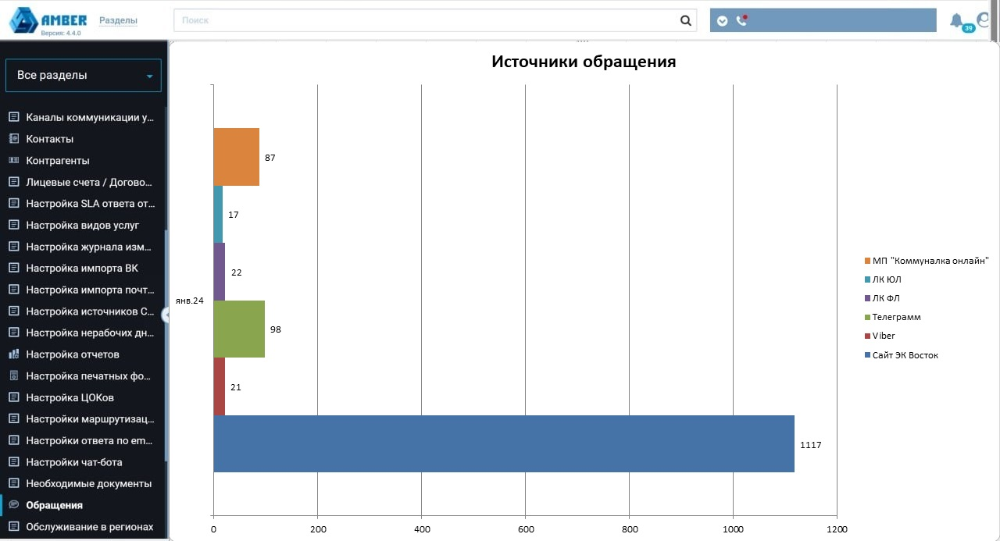 AMBER
Версия: 4.4.0
Разделы
Поиск
39
Все разделы
Каналы коммуникации у...
Контакты
Контрагенты
Лицевые счета / Догово...
Настройка SLA ответа от...
Настройка видов услуг
Настройка журнала изм...
Настройка импорта ВК
Настройка импорта почт...
Настройка источников С...
Настройка нерабочих дн...
Настройка отчетов
Настройка печатных фо...
Настройка ЦОКов
Настройки маршрутизац...
Настройки ответа по em...
Настройки чат-бота
Необходимые документы
Обращения
Обслуживание в регионах
Источники обращения
87
17
22
янв.24
98
21
1117
0 200 400 600 800 1000 1200
МП "Коммуналка онлайн"
ЛК ЮЛ
ЛК ФЛ
Телеграмм
Viber
Сайт ЭК Восток